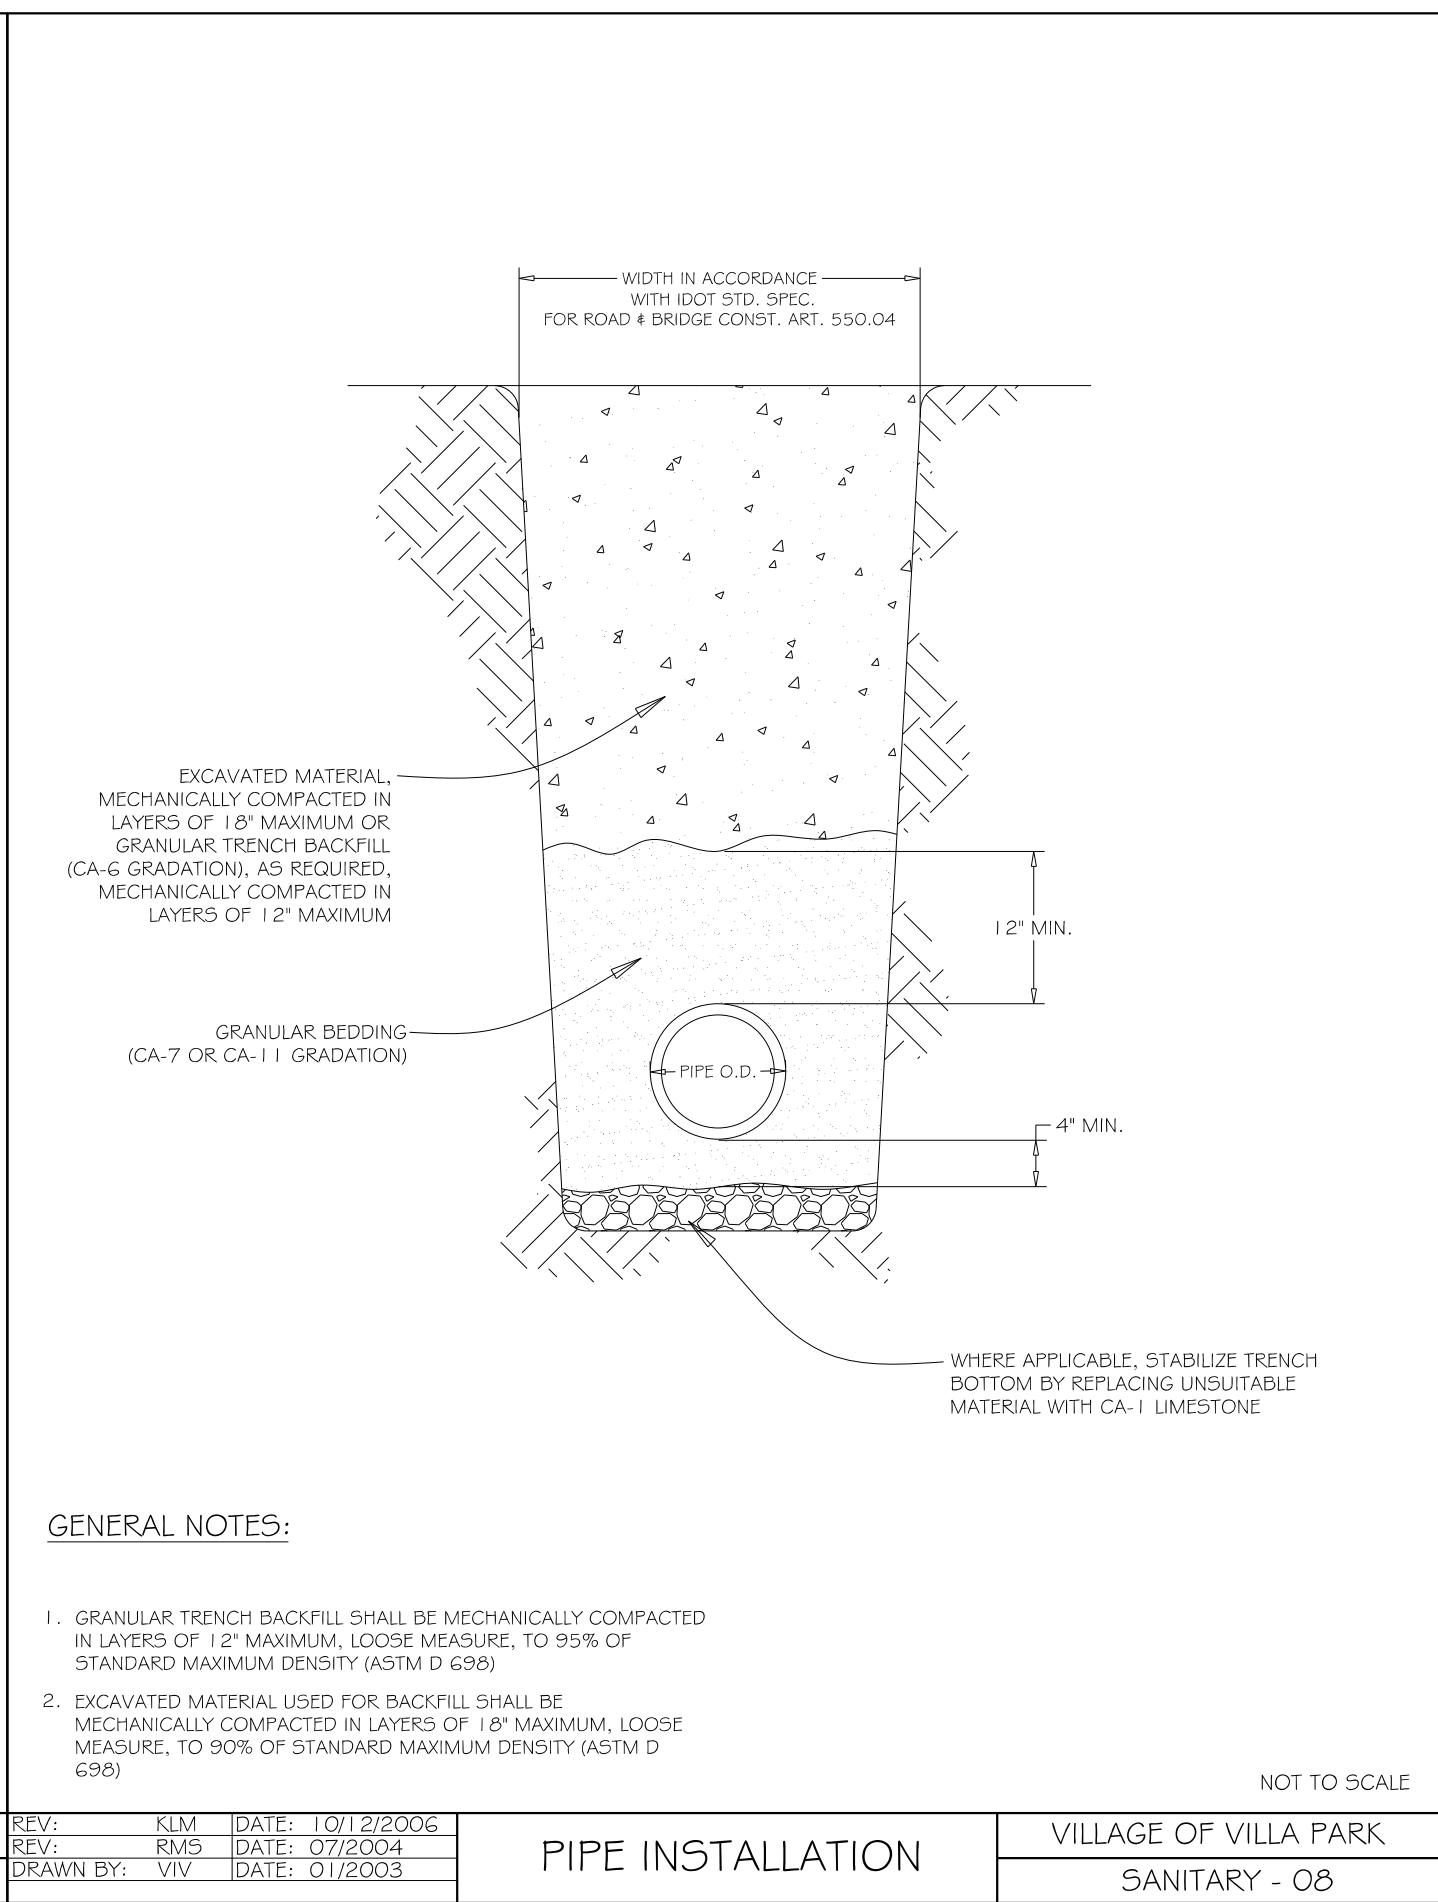 WIDTH IN ACCORDANCE
WITH IDOT STD. SPEC.
FOR ROAD & BRIDGE CONST. ART. 550.04
EXCAVATED MATERIAL,
MECHANICALLY COMPACTED IN
LAYERS OF 18" MAXIMUM OR
GRANULAR TRENCH BACKFILL
(CA-6 GRADATION), AS REQUIRED,
MECHANICALLY COMPACTED IN
LAYERS OF 12" MAXIMUM
12" MIN.
GRANULAR BEDDING
(CA-7 OR CA-11 GRADATION)
PIPE O.D.
4" MIN.
WHERE APPLICABLE, STABILIZE TRENCH
BOTTOM BY REPLACING UNSUITABLE
MATERIAL WITH CA-1 LIMESTONE
GENERAL NOTES:
1. GRANULAR TRENCH BACKFILL SHALL BE MECHANICALLY COMPACTED
IN LAYERS OF 12" MAXIMUM, LOOSE MEASURE, TO 95% OF
STANDARD MAXIMUM DENSITY (ASTM D 698)
2. EXCAVATED MATERIAL USED FOR BACKFILL SHALL BE
MECHANICALLY COMPACTED IN LAYERS OF 18" MAXIMUM, LOOSE
MEASURE, TO 90% OF STANDARD MAXIMUM DENSITY (ASTM D
698)
NOT TO SCALE
REV: KLM DATE: 10/12/2006
REV: RMS DATE: 07/2004
DRAWN BY: VIV DATE: 01/2003
PIPE INSTALLATION
VILLAGE OF VILLA PARK
SANITARY - 08